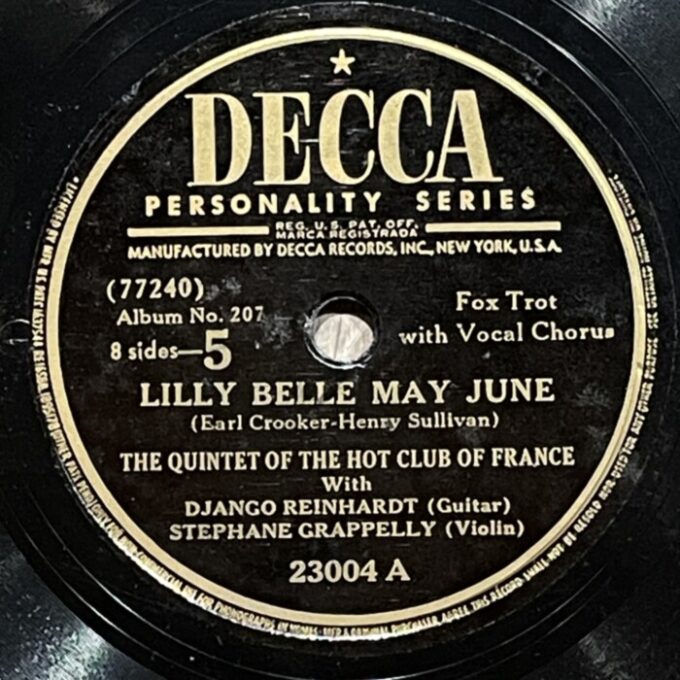 DECCA
PERSONALITY SERIES
REG. U.S. PAT. OFF.
MARCA REGISTRADA
MANUFACTURED BY DECCA RECORDS, INC., NEW YORK, U.S.A.
(77240)
Album No. 207
8 sides—5
Fox Trot
with Vocal Chorus
LILLY BELLE MAY JUNE
(Earl Crooker-Henry Sullivan)
THE QUINTET OF THE HOT CLUB OF FRANCE
With
DJANGO REINHARDT (Guitar)
STEPHANE GRAPPELLY (Violin)
23004 A